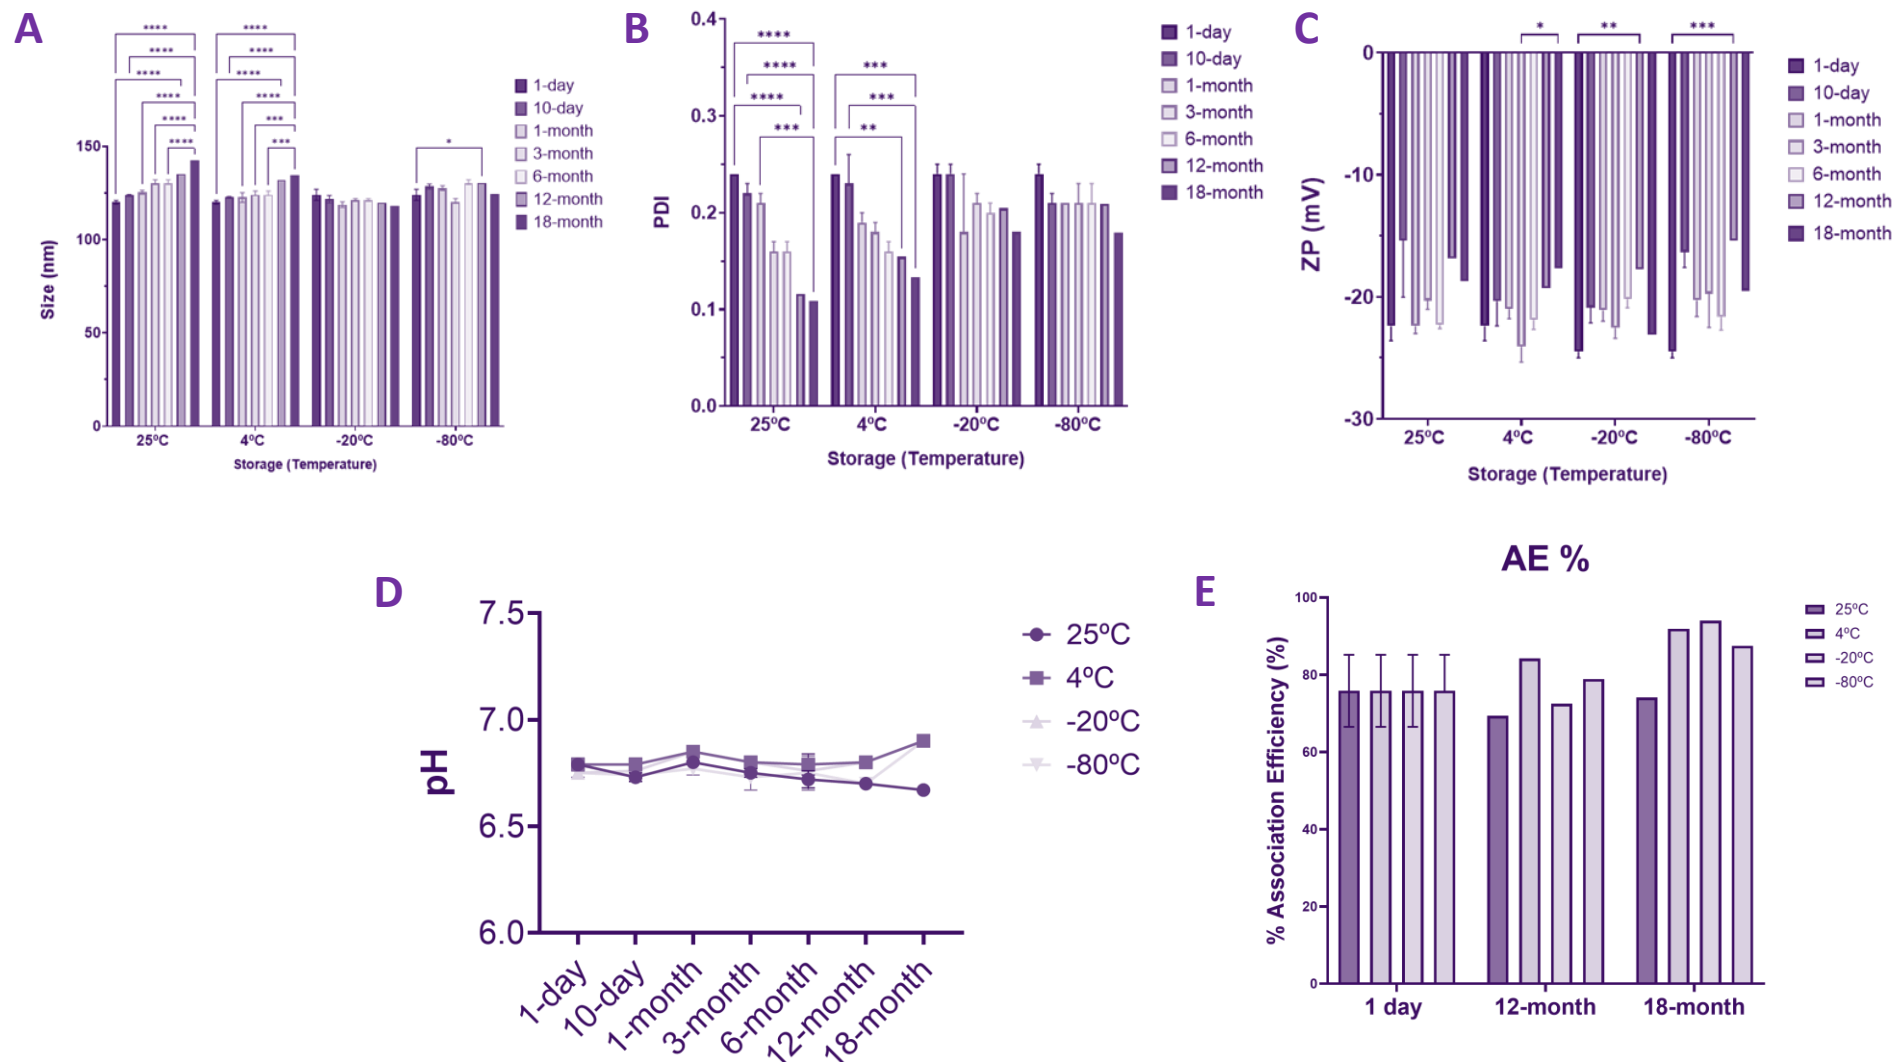 A
****
****
****
****
****
****
****
****
****
****
***
***
*
150
100
50
0
Size (nm)
25ºC
4ºC
-20ºC
-80ºC
Storage (Temperature)
1-day
10-day
1-month
3-month
6-month
12-month
18-month
B
0.4
0.3
0.2
0.1
0.0
PDI
****
****
****
***
***
***
**
25ºC
4ºC
-20ºC
-80ºC
Storage (Temperature)
1-day
10-day
1-month
3-month
6-month
12-month
18-month
C
*
**
***
0
-10
-20
-30
ZP (mV)
25ºC
4ºC
-20ºC
-80ºC
Storage (Temperature)
1-day
10-day
1-month
3-month
6-month
12-month
18-month
D
7.5
7.0
6.5
6.0
pH
1-day
10-day
1-month
3-month
6-month
12-month
18-month
25ºC
4ºC
-20ºC
-80ºC
E
AE %
100
80
60
40
20
0
% Association Efficiency (%)
1 day
12-month
18-month
25ºC
4ºC
-20ºC
-80ºC